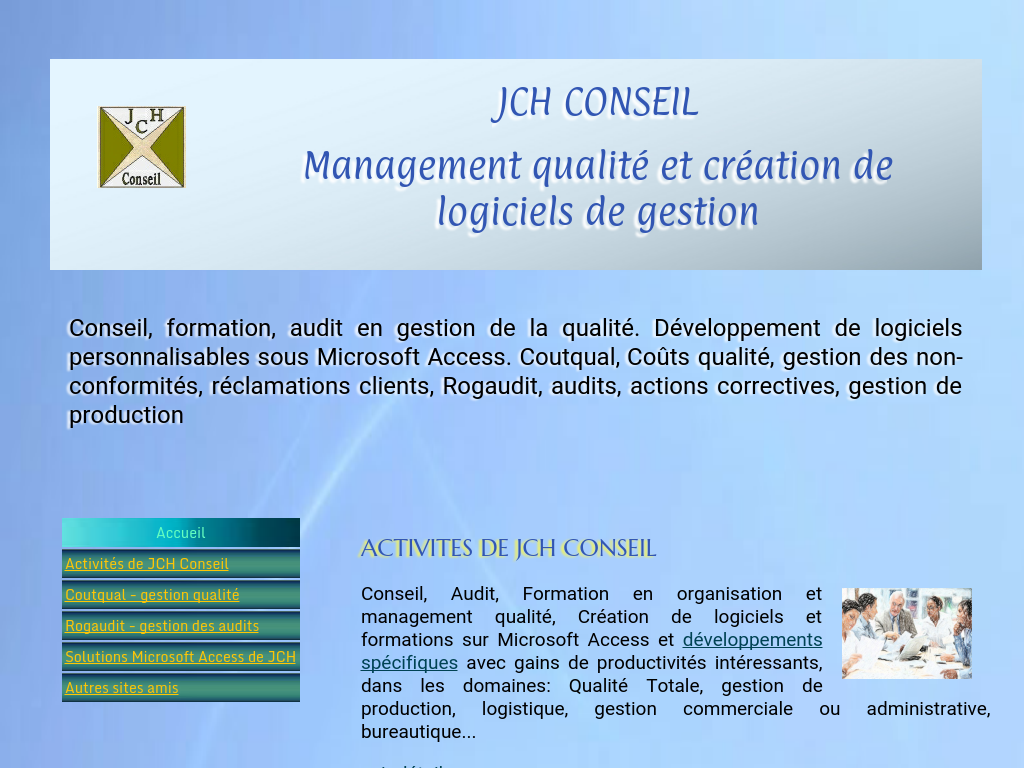 J C H
Conseil
JCH CONSEIL
Management qualité et création de
logiciels de gestion
Conseil, formation, audit en gestion de la qualité. Développement de logiciels
personnalisables sous Microsoft Access. Coutqual, Coûts qualité, gestion des non-
conformités, réclamations clients, Rogaudit, audits, actions correctives, gestion de
production
Accueil
Activités de JCH Conseil
Coutqual - gestion qualité
Rogaudit - gestion des audits
Solutions Microsoft Access de JCH
Autres sites amis
ACTIVITES DE JCH CONSEIL
Conseil, Audit, Formation en organisation et
management qualité, Création de logiciels et
formations sur Microsoft Access et développements
spécifiques avec gains de productivités intéressants,
dans les domaines: Qualité Totale, gestion de
production, logistique, gestion commerciale ou administrative,
bureautique...